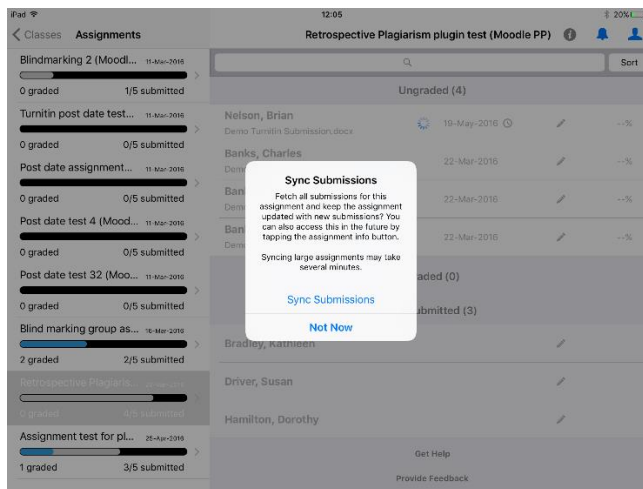 iPad
12:05
20%
Classes
Assignments
Retrospective Plagiarism plugin test (Moodle PP)
Blindmarking 2 (Moodl... 11-Mar-2016
0 graded 1/5 submitted
Turnitin post date test... 11-Mar-2016
0 graded 0/5 submitted
Post date assignment... 11-Mar-2016
0 graded 0/5 submitted
Post date test 4 (Mood... 11-Mar-2016
0 graded 0/5 submitted
Post date test 32 (Moo... 11-Mar-2016
0 graded 0/5 submitted
Blind marking group as... 16-Mar-2016
2 graded 2/5 submitted
Retrospective Plagiaris...
0 graded 4/5 submitted
Assignment test for pl... 25-Apr-2016
1 graded 3/5 submitted
Sort
Ungraded (4)
Nelson, Brian
Demo Turnitin Submission.docx
19-May-2016
--%
Banks, Charles
22-Mar-2016
--%
22-Mar-2016
--%
22-Mar-2016
--%
Sync Submissions
Fetch all submissions for this
assignment and keep the assignment
updated with new submissions? You
can also access this in the future by
tapping the assignment info button.
Syncing large assignments may take
several minutes.
Sync Submissions
Not Now
Bradley, Kathleen
Driver, Susan
Hamilton, Dorothy
Get Help
Provide Feedback